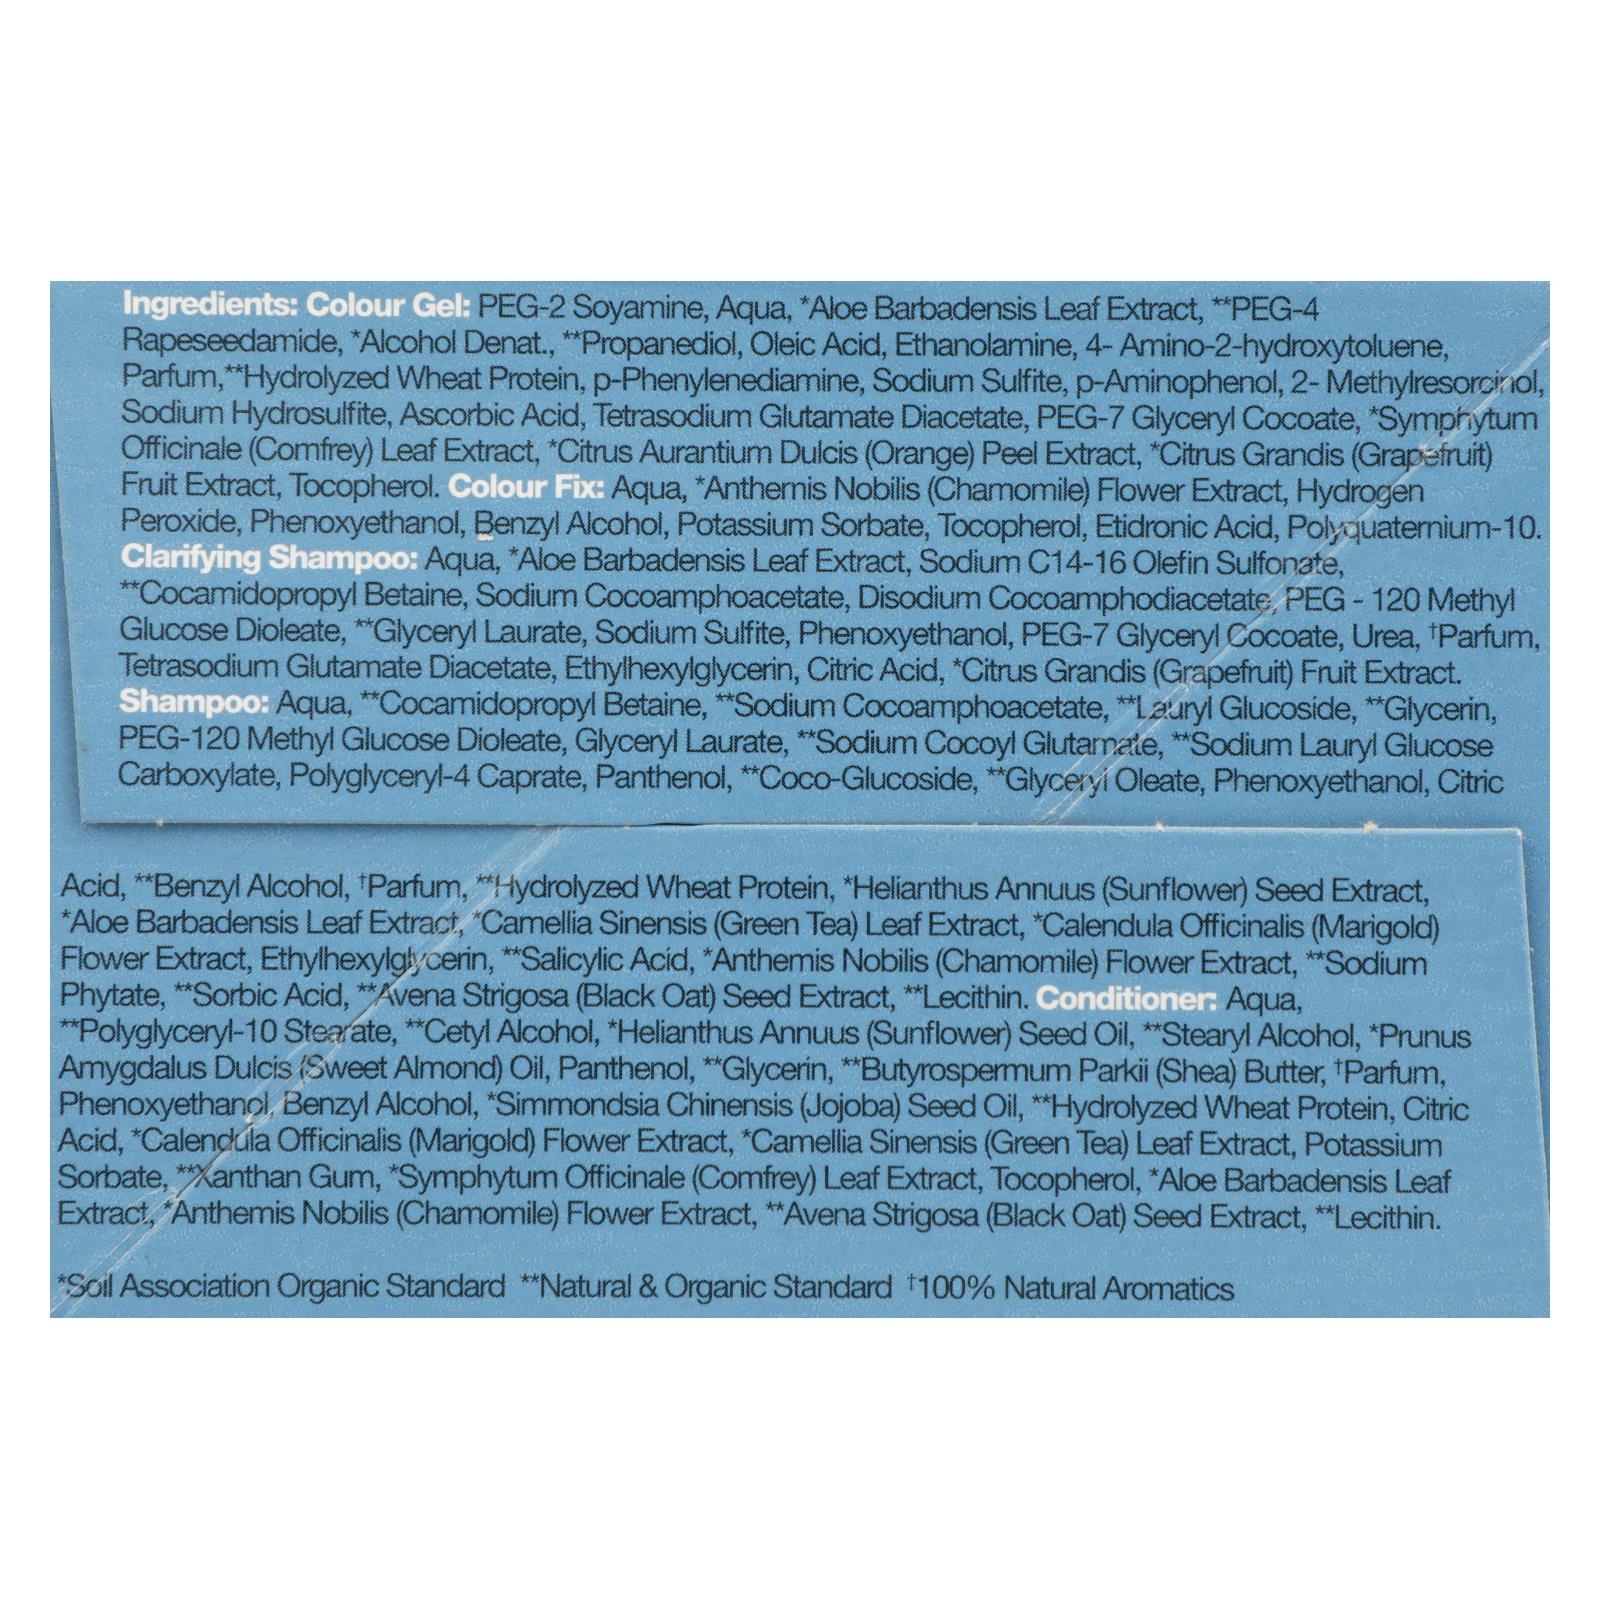 Ingredients: Colour Gel: PEG-2 Soyamine, Aqua, *Aloe Barbadensis Leaf Extract, **PEG-4
Rapeseedamide, *Alcohol Denat., **Propanediol, Oleic Acid, Ethanolamine, 4- Amino-2-hydroxytoluene,
Parfum,**Hydrolyzed Wheat Protein, p-Phenylenediamine, Sodium Sulfite, p-Aminophenol, 2- Methylresorcinol,
Sodium Hydrosulfite, Ascorbic Acid, Tetrasodium Glutamate Diacetate, PEG-7 Glyceryl Cocoate, *Symphytum
Officinale (Comfrey) Leaf Extract, *Citrus Aurantium Dulcis (Orange) Peel Extract, *Citrus Grandis (Grapefruit)
Fruit Extract, Tocopherol. Colour Fix: Aqua, *Anthemis Nobilis (Chamomile) Flower Extract, Hydrogen
Peroxide, Phenoxyethanol, Benzyl Alcohol, Potassium Sorbate, Tocopherol, Etidronic Acid, Polyquaternium-10.
Clarifying Shampoo: Aqua, *Aloe Barbadensis Leaf Extract, Sodium C14-16 Olefin Sulfonate,
**Cocamidopropyl Betaine, Sodium Cocoamphoacetate, Disodium Cocoamphodiacetate, PEG - 120 Methyl
Glucose Dioleate, **Glyceryl Laurate, Sodium Sulfite, Phenoxyethanol, PEG-7 Glyceryl Cocoate, Urea, †Parfum,
Tetrasodium Glutamate Diacetate, Ethylhexylglycerin, Citric Acid, *Citrus Grandis (Grapefruit) Fruit Extract.
Shampoo: Aqua, **Cocamidopropyl Betaine, **Sodium Cocoamphoacetate, **Lauryl Glucoside, **Glycerin,
PEG-120 Methyl Glucose Dioleate, Glyceryl Laurate, **Sodium Cocoyl Glutamate, **Sodium Lauryl Glucose
Carboxylate, Polyglyceryl-4 Caprate, Panthenol, **Coco-Glucoside, **Glyceryl Oleate, Phenoxyethanol, Citric
Acid, **Benzyl Alcohol, †Parfum, **Hydrolyzed Wheat Protein, *Helianthus Annuus (Sunflower) Seed Extract,
*Aloe Barbadensis Leaf Extract, *Camellia Sinensis (Green Tea) Leaf Extract, *Calendula Officinalis (Marigold)
Flower Extract, Ethylhexylglycerin, **Salicylic Acid, *Anthemis Nobilis (Chamomile) Flower Extract, **Sodium
Phytate, **Sorbic Acid, **Avena Strigosa (Black Oat) Seed Extract, **Lecithin. Conditioner: Aqua,
**Polyglyceryl-10 Stearate, **Cetyl Alcohol, *Helianthus Annuus (Sunflower) Seed Oil, **Stearyl Alcohol, *Prunus
Amygdalus Dulcis (Sweet Almond) Oil, Panthenol, **Glycerin, **Butyrospermum Parkii (Shea) Butter, †Parfum,
Phenoxyethanol, Benzyl Alcohol, *Simmondsia Chinensis (Jojoba) Seed Oil, **Hydrolyzed Wheat Protein, Citric
Acid, *Calendula Officinalis (Marigold) Flower Extract, *Camellia Sinensis (Green Tea) Leaf Extract, Potassium
Sorbate, **Xanthan Gum, *Symphytum Officinale (Comfrey) Leaf Extract, Tocopherol, *Aloe Barbadensis Leaf
Extract, *Anthemis Nobilis (Chamomile) Flower Extract, **Avena Strigosa (Black Oat) Seed Extract, **Lecithin.
*Soil Association Organic Standard **Natural & Organic Standard †100% Natural Aromatics